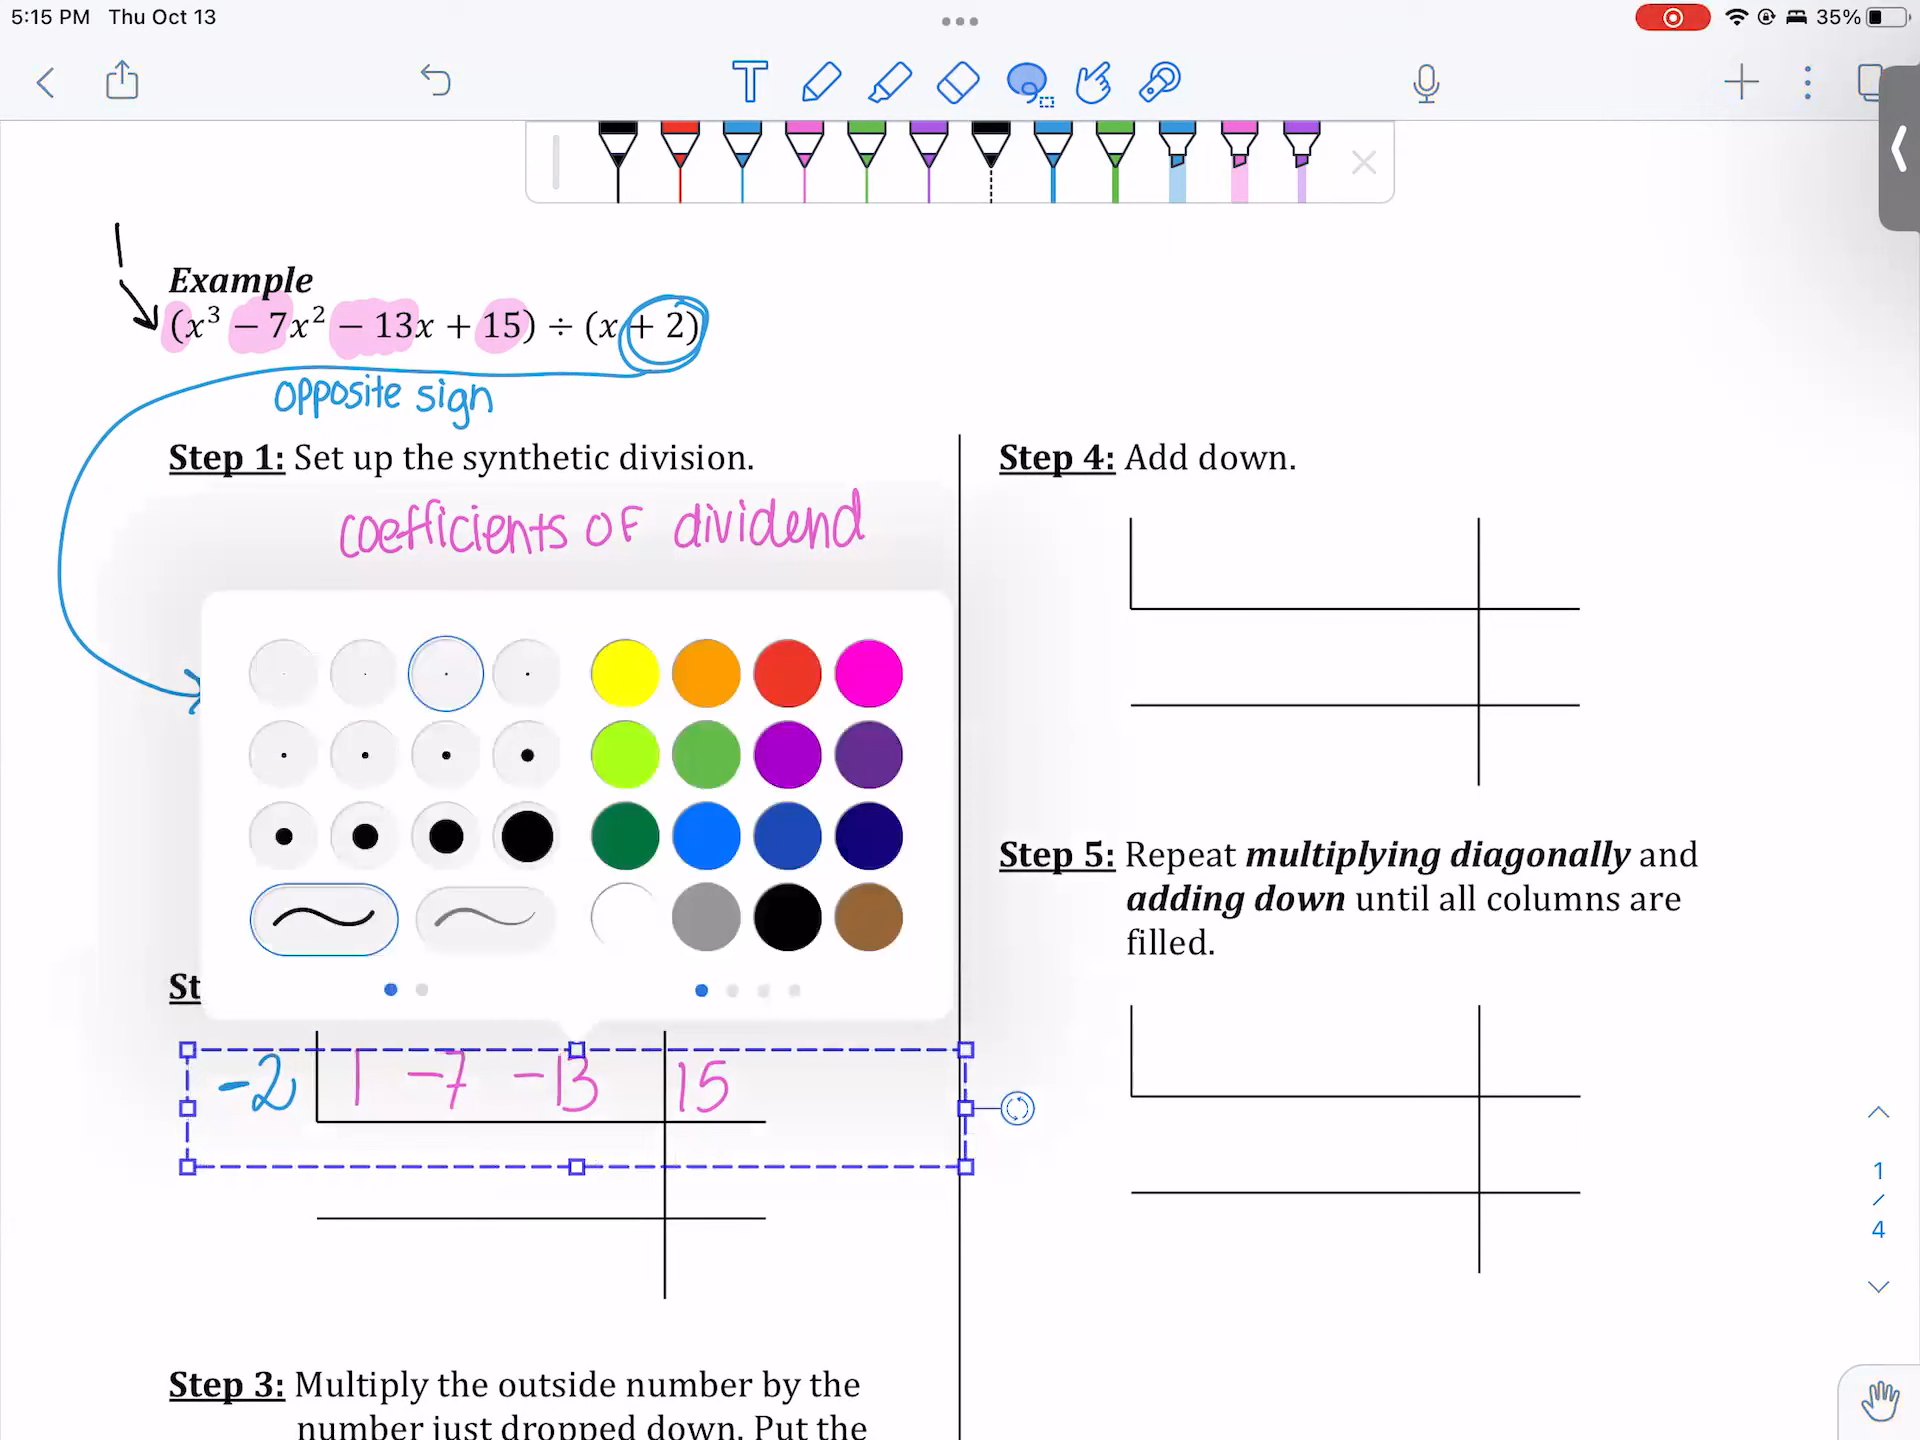 5:15 PM Thu Oct 13
35%
Example
(x³ − 7x² − 13x + 15) ÷ (x + 2)
opposite sign
Step 1: Set up the synthetic division.
coefficients of dividend
St
-2 1 -7 -13 15
Step 3: Multiply the outside number by the
number just dropped down. Put the
Step 4: Add down.
Step 5: Repeat multiplying diagonally and
adding down until all columns are
filled.
1
/
4